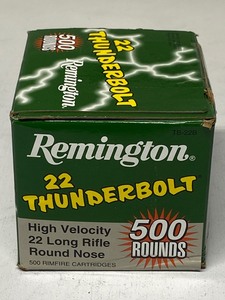 500
ROUNDS
22
THUNDERBOLT
Remington
Remington®
22
THUNDERBOLT®
High Velocity
22 Long Rifle
Round Nose
500 RIMFIRE CARTRIDGES
500
ROUNDS